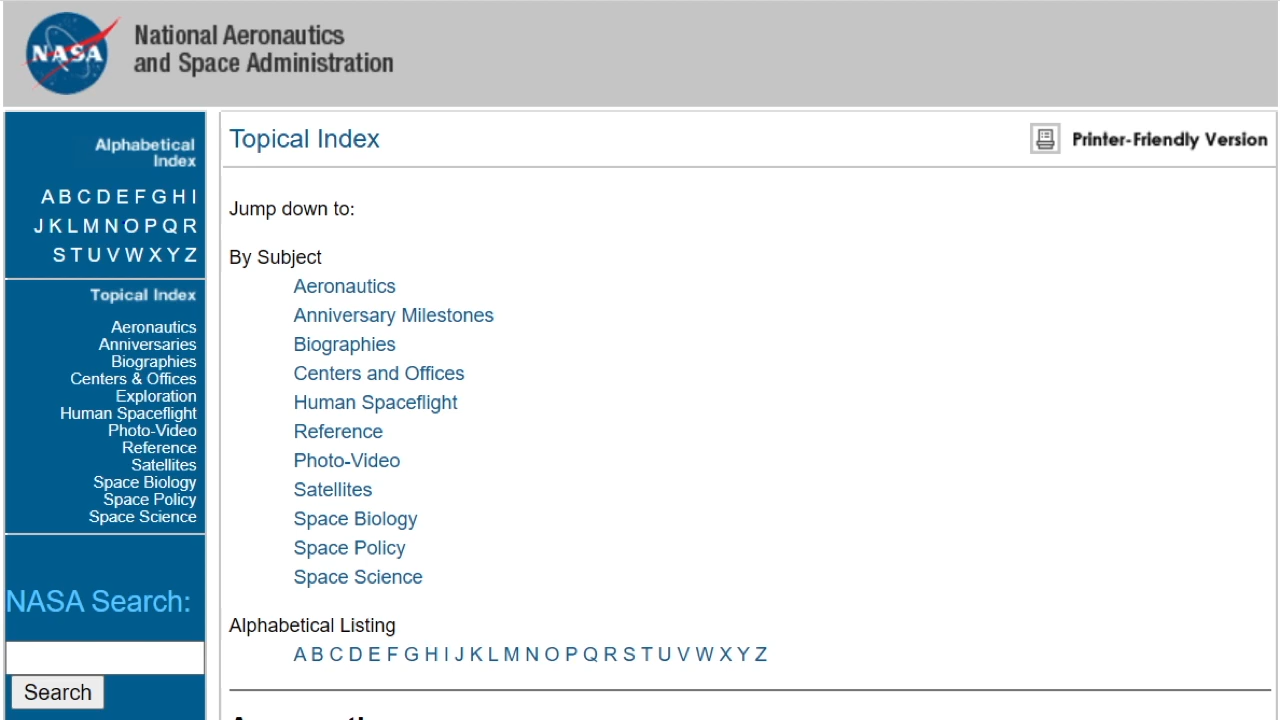 NASA
National Aeronautics
and Space Administration
Alphabetical
Index
A B C D E F G H I
J K L M N O P Q R
S T U V W X Y Z
Topical Index
Aeronautics
Anniversaries
Biographies
Centers & Offices
Exploration
Human Spaceflight
Photo-Video
Reference
Satellites
Space Biology
Space Policy
Space Science
NASA Search:
Search
Topical Index
Printer-Friendly Version
Jump down to:
By Subject
Aeronautics
Anniversary Milestones
Biographies
Centers and Offices
Human Spaceflight
Reference
Photo-Video
Satellites
Space Biology
Space Policy
Space Science
Alphabetical Listing
A B C D E F G H I J K L M N O P Q R S T U V W X Y Z